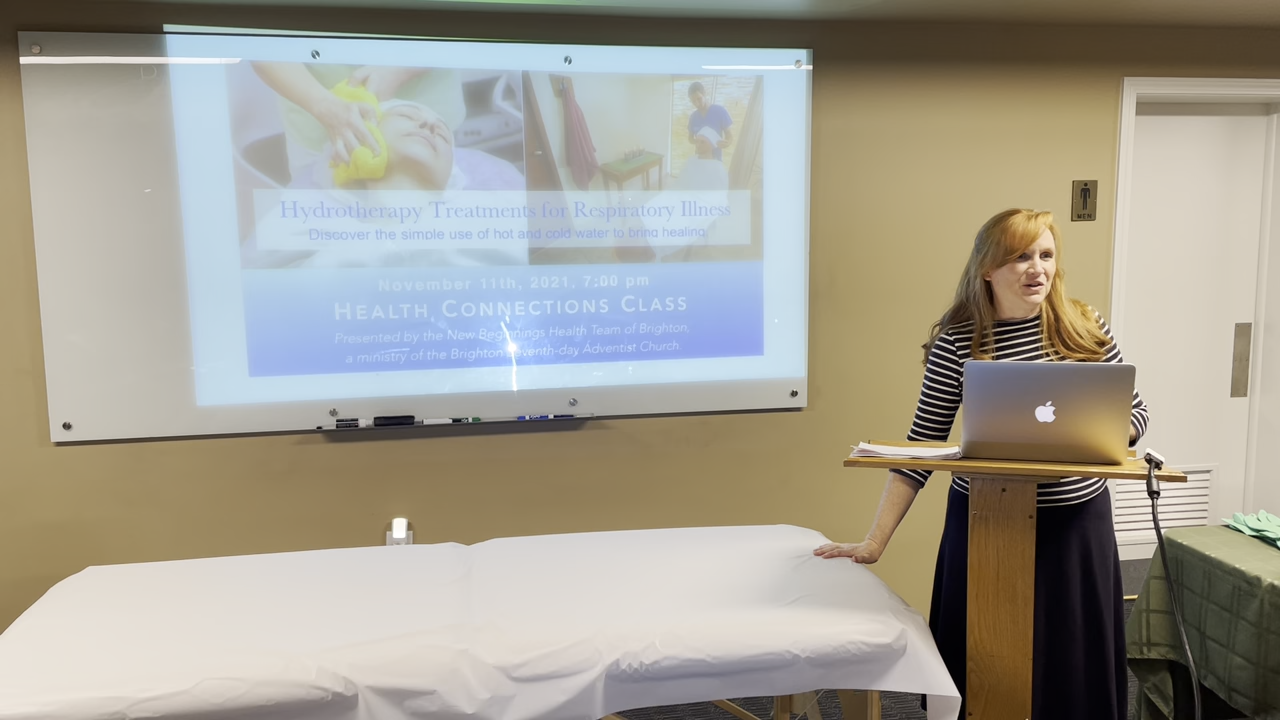 Hydrotherapy Treatments for Respiratory Illness
Discover the simple use of hot and cold water to bring healing
November 11th, 2021, 7:00 pm
HEALTH CONNECTIONS CLASS
Presented by the New Beginnings Health Team of Brighton,
a ministry of the Brighton Seventh-day Adventist Church
MEN